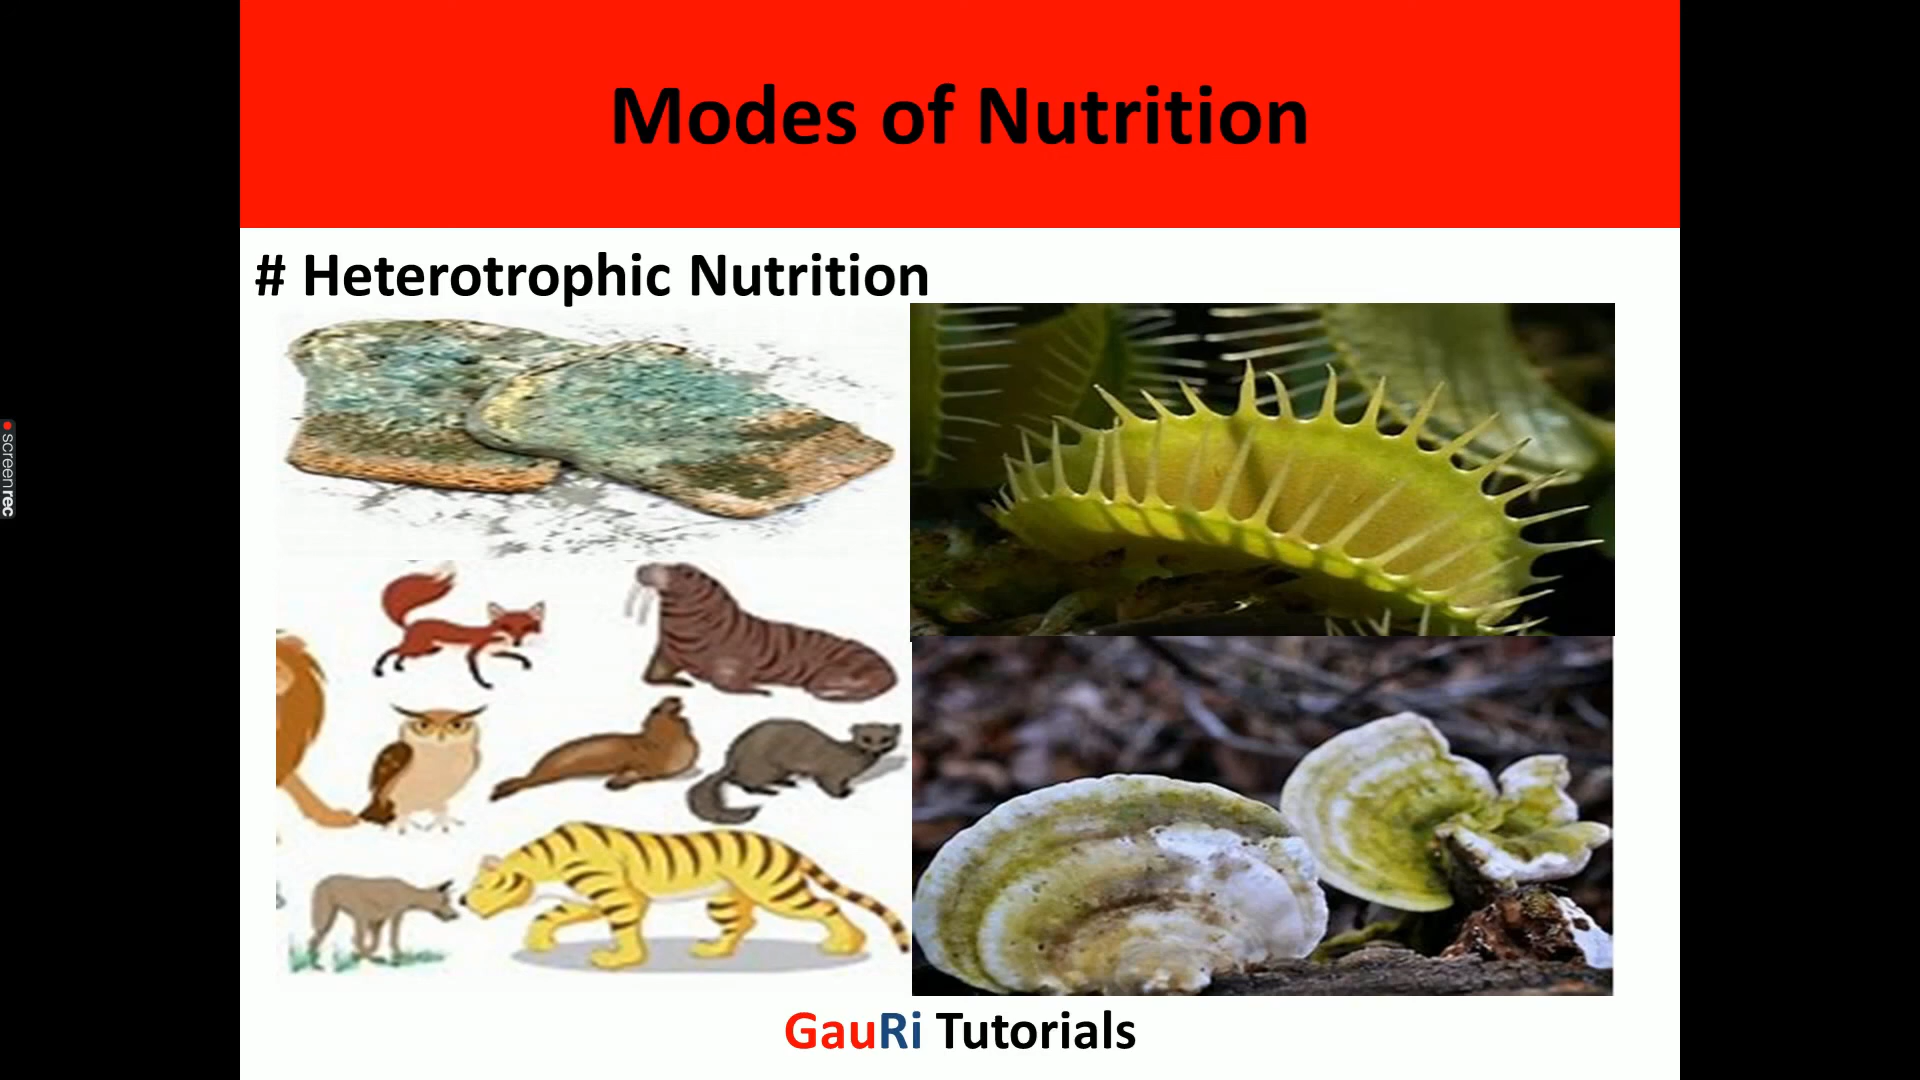 Modes of Nutrition
# Heterotrophic Nutrition
screenrec
GauRi Tutorials